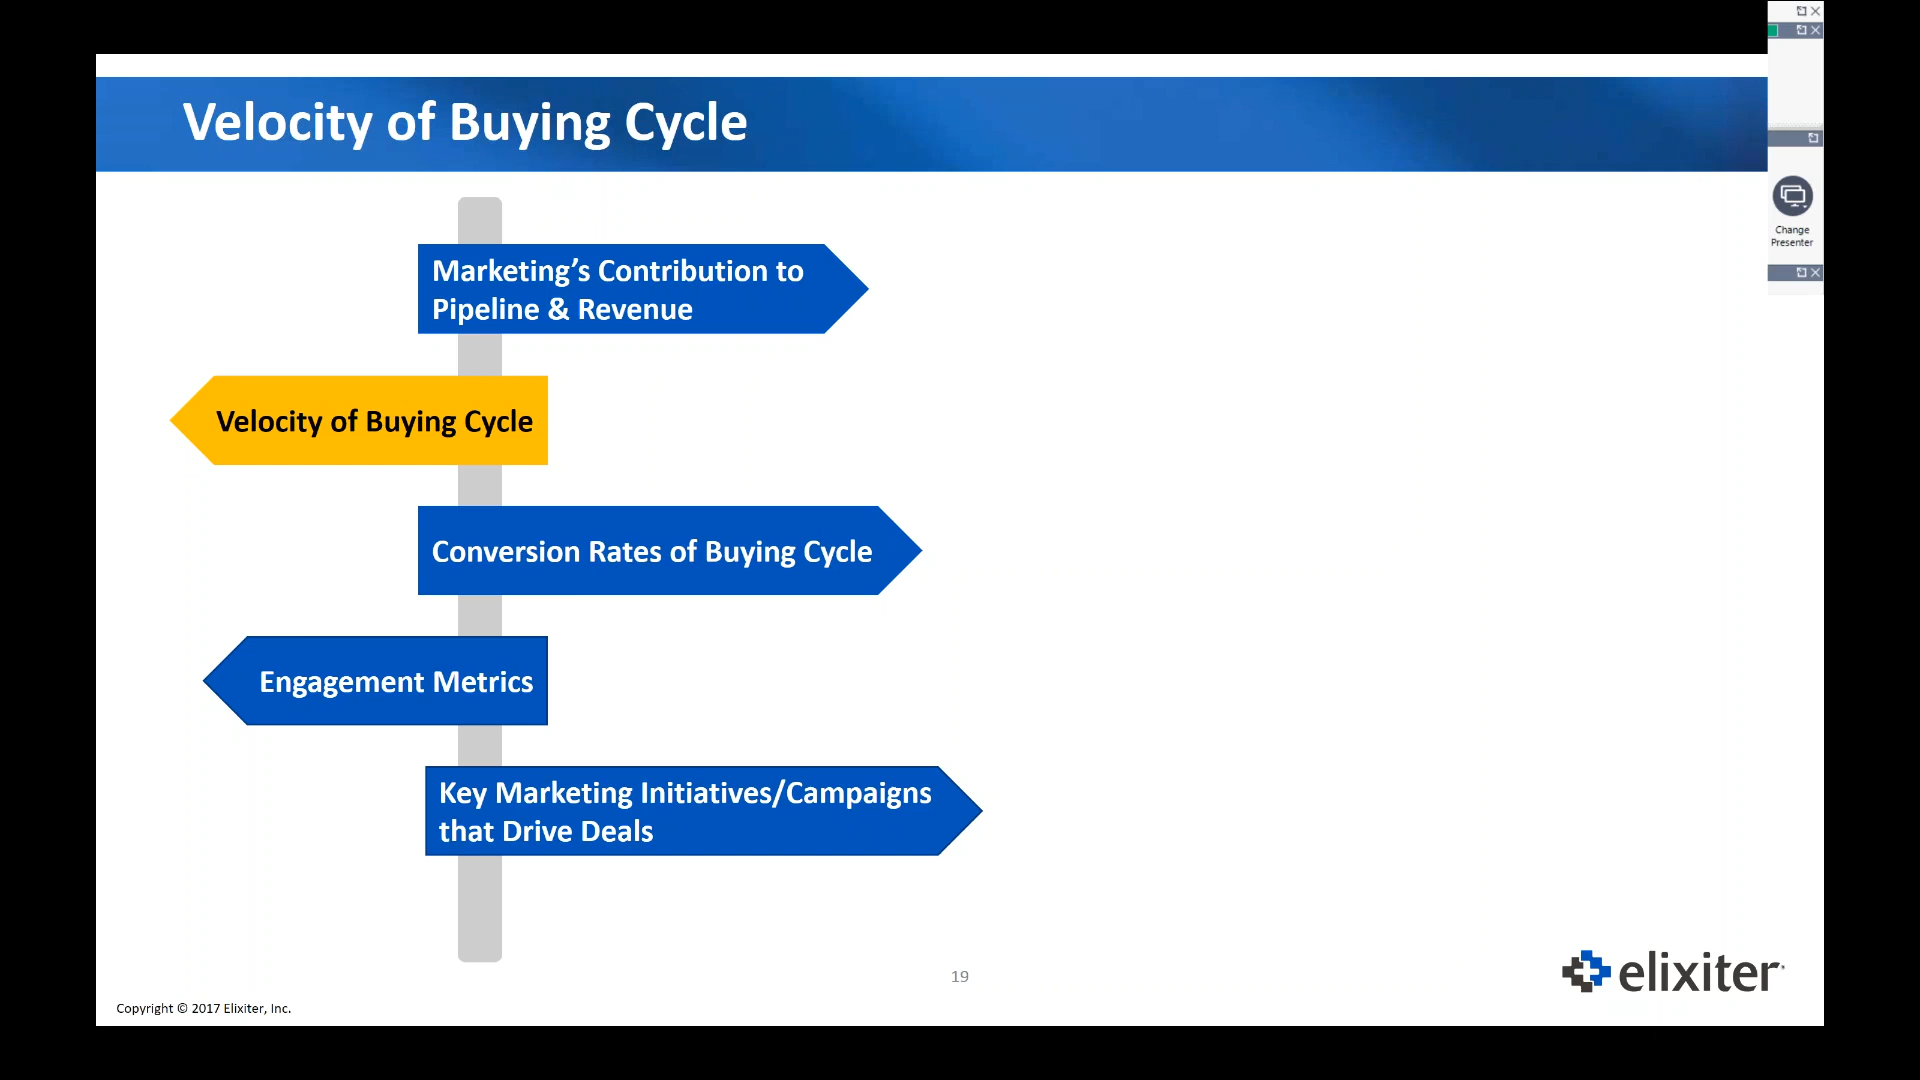 Velocity of Buying Cycle
Marketing’s Contribution to
Pipeline & Revenue
Velocity of Buying Cycle
Conversion Rates of Buying Cycle
Engagement Metrics
Key Marketing Initiatives/Campaigns
that Drive Deals
Change
Presenter
19
elixiter
Copyright © 2017 Elixiter, Inc.